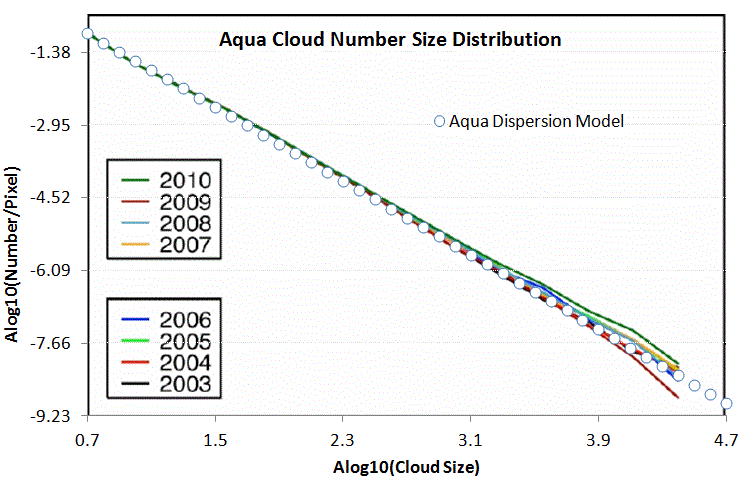 Aqua Cloud Number Size Distribution
-1.38
-2.95
-4.52
-6.09
-7.66
-9.23
Alog10(Number/Pixel)
Aqua Dispersion Model
2010
2009
2008
2007
2006
2005
2004
2003
0.7 1.5 2.3 3.1 3.9 4.7
Alog10(Cloud Size)